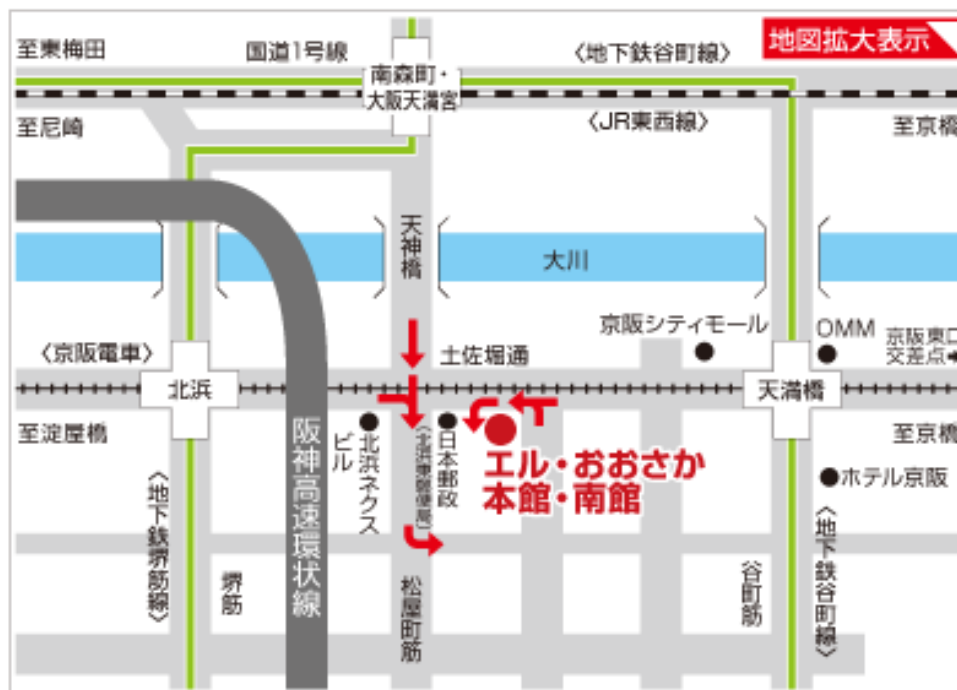 地図拡大表示
至東梅田
国道1号線
〈地下鉄谷町線〉
南森町・
大阪天満宮
至尼崎
〈JR東西線〉
至京橋
天神橋
大川
京阪シティモール
OMM
京阪東口
交差点
〈京阪電車〉
土佐堀通
北浜
天満橋
至淀屋橋
至京橋
阪神高速環状線
北浜ネクス
ビル
〈北浜東郵便局〉
日本郵政
エル・おおさか
本館・南館
ホテル京阪
〈地下鉄堺筋線〉
堺筋
松屋町筋
谷町筋
〈地下鉄谷町線〉